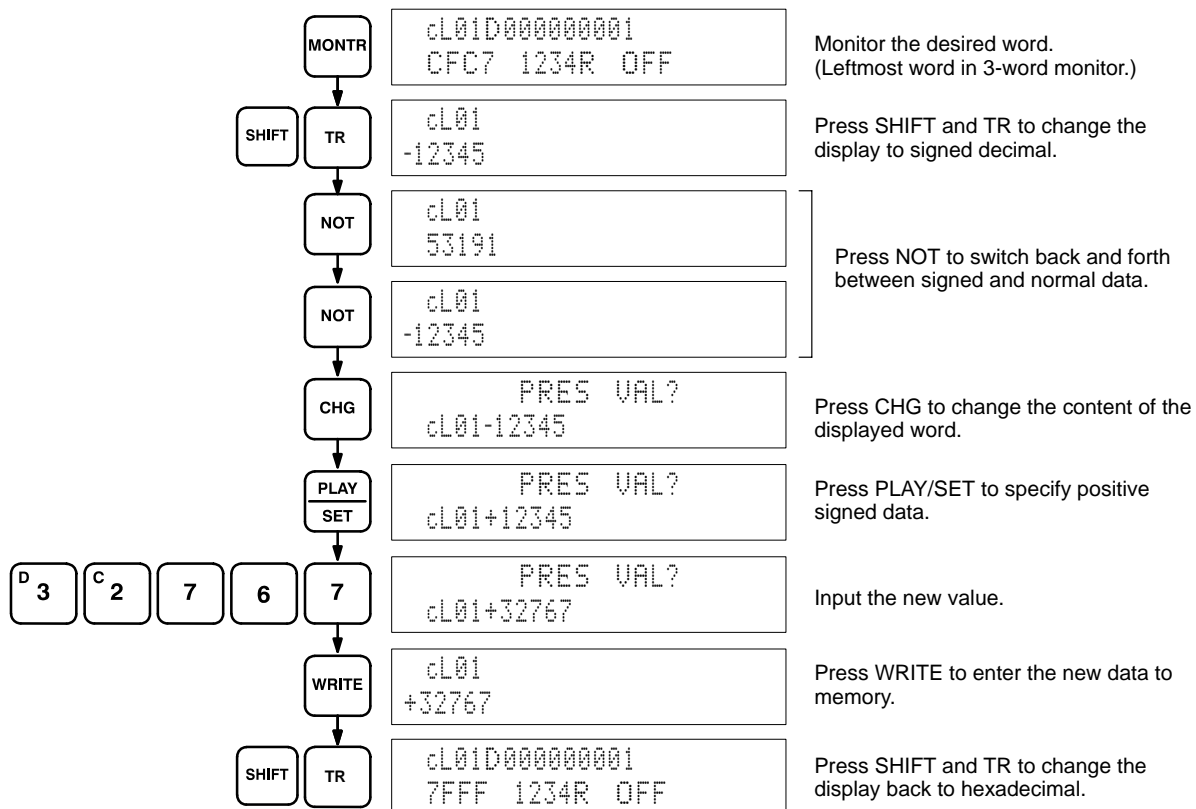 MONTR
cL01D000000001
CFC7 1234R OFF
Monitor the desired word.
(Leftmost word in 3-word monitor.)
SHIFT TR
cL01
-12345
Press SHIFT and TR to change the
display to signed decimal.
NOT
cL01
53191
NOT
cL01
-12345
Press NOT to switch back and forth
between signed and normal data.
CHG
PRES VAL?
cL01-12345
Press CHG to change the content of the
displayed word.
PLAY
SET
PRES VAL?
cL01+12345
Press PLAY/SET to specify positive
signed data.
D 3 C 2 7 6 7
PRES VAL?
cL01+32767
Input the new value.
WRITE
cL01
+32767
Press WRITE to enter the new data to
memory.
SHIFT TR
cL01D000000001
7FFF 1234R OFF
Press SHIFT and TR to change the
display back to hexadecimal.